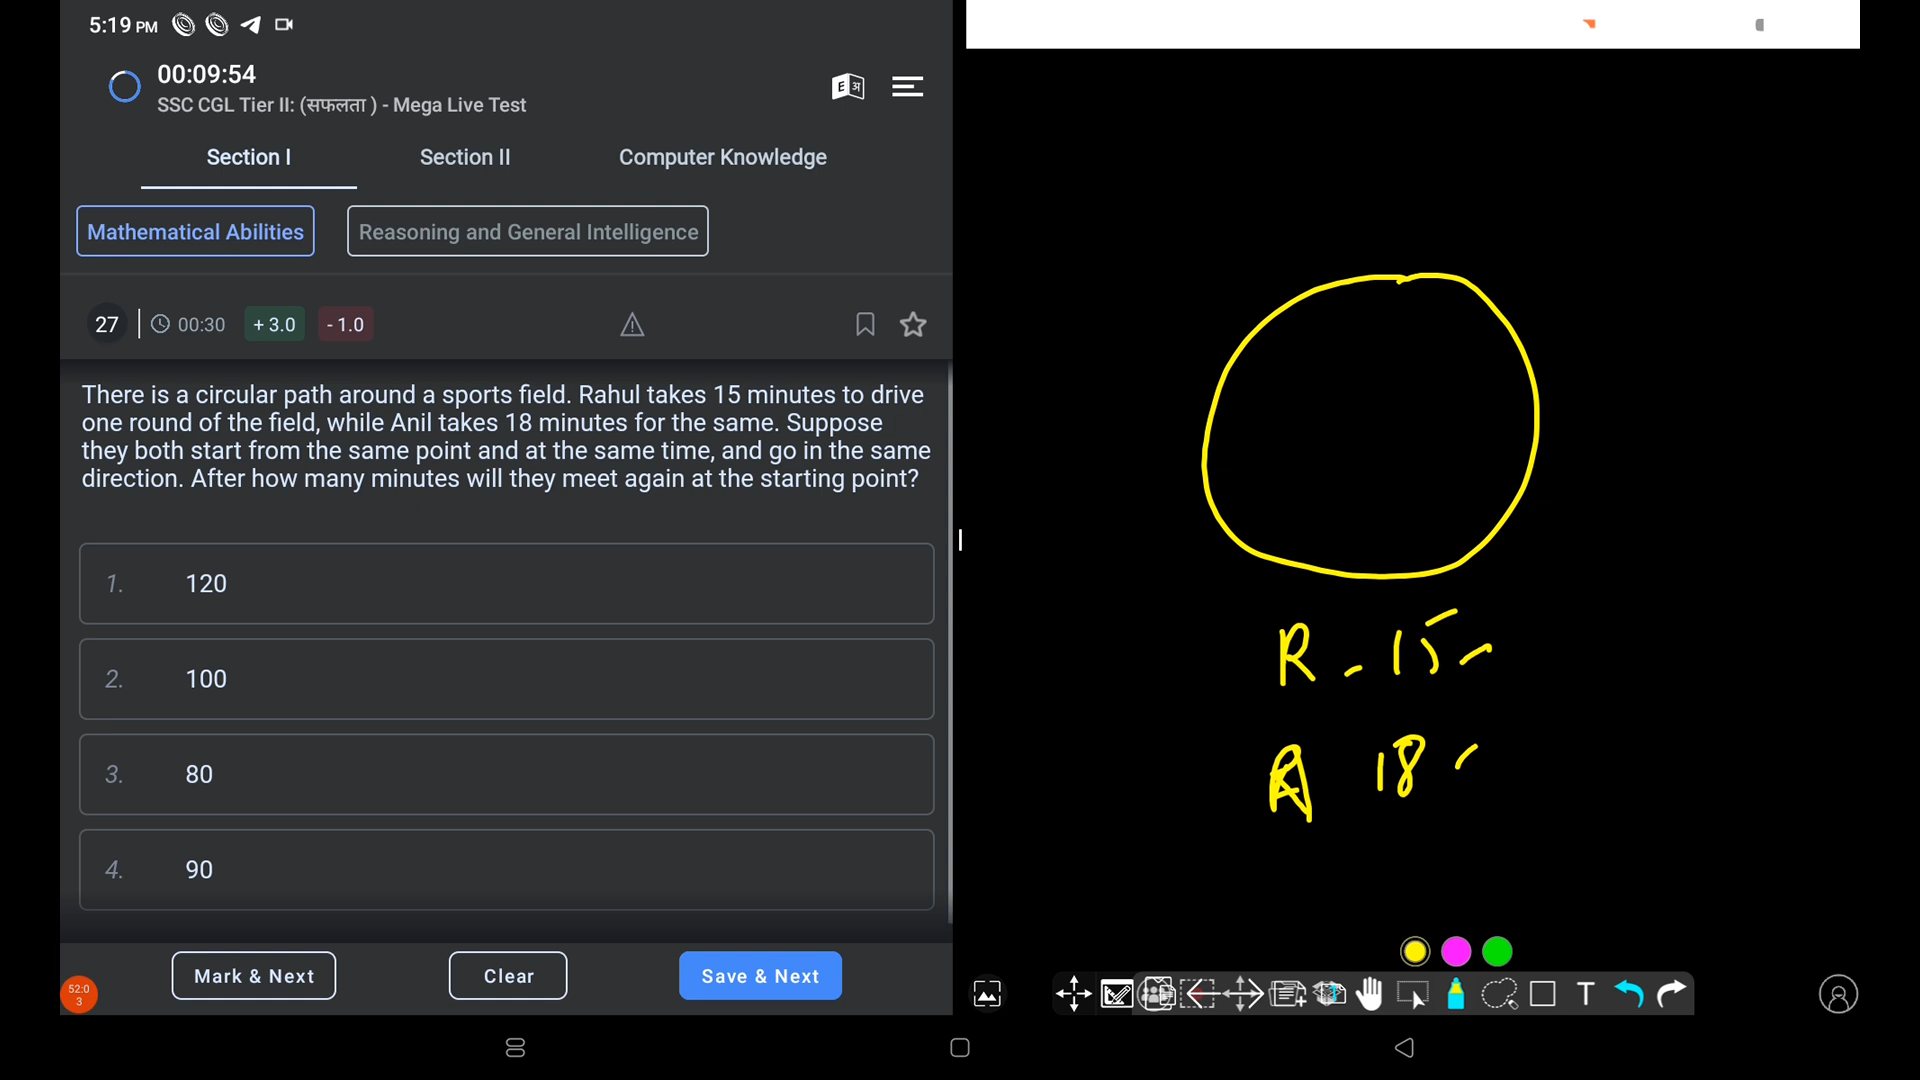 5:19 PM
00:09:54
SSC CGL Tier II: (सफलता ) - Mega Live Test
E अ
Section I
Section II
Computer Knowledge
Mathematical Abilities
Reasoning and General Intelligence
27
00:30
+ 3.0
- 1.0
There is a circular path around a sports field. Rahul takes 15 minutes to drive
one round of the field, while Anil takes 18 minutes for the same. Suppose
they both start from the same point and at the same time, and go in the same
direction. After how many minutes will they meet again at the starting point?
1. 120
2. 100
3. 80
4. 90
Mark & Next
Clear
Save & Next
52:0
3
R - 15
A 18
T